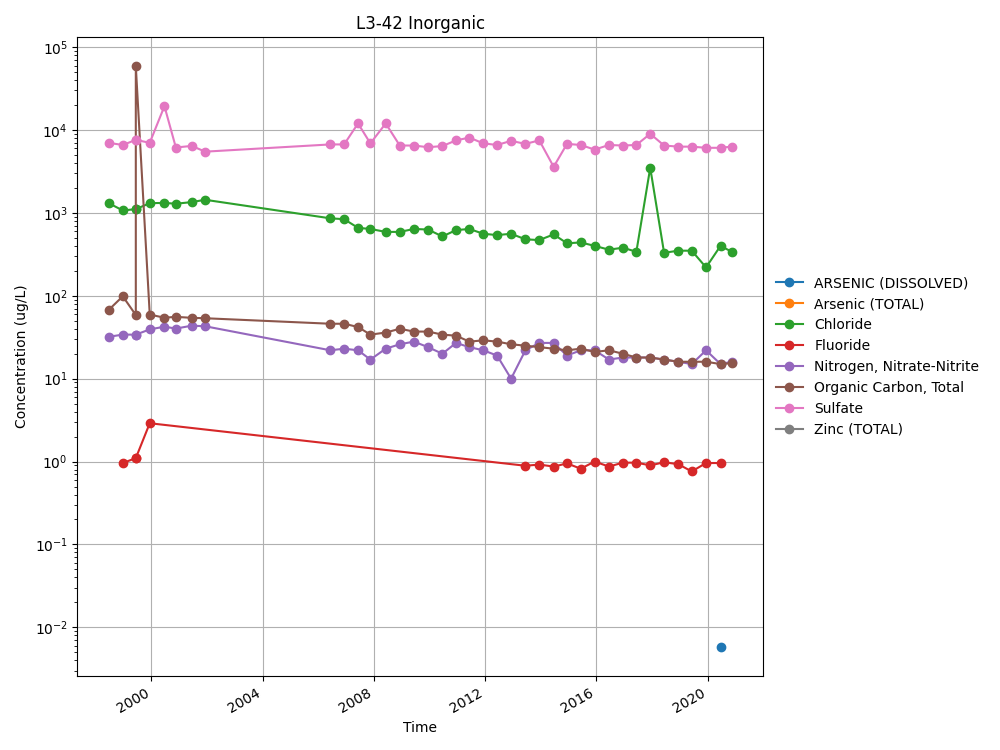 L3-42 Inorganic
Concentration (ug/L)
10^5
10^4
10^3
10^2
10^1
10^0
10^−1
10^−2
2000
2004
2008
2012
2016
2020
Time
ARSENIC (DISSOLVED)
Arsenic (TOTAL)
Chloride
Fluoride
Nitrogen, Nitrate-Nitrite
Organic Carbon, Total
Sulfate
Zinc (TOTAL)